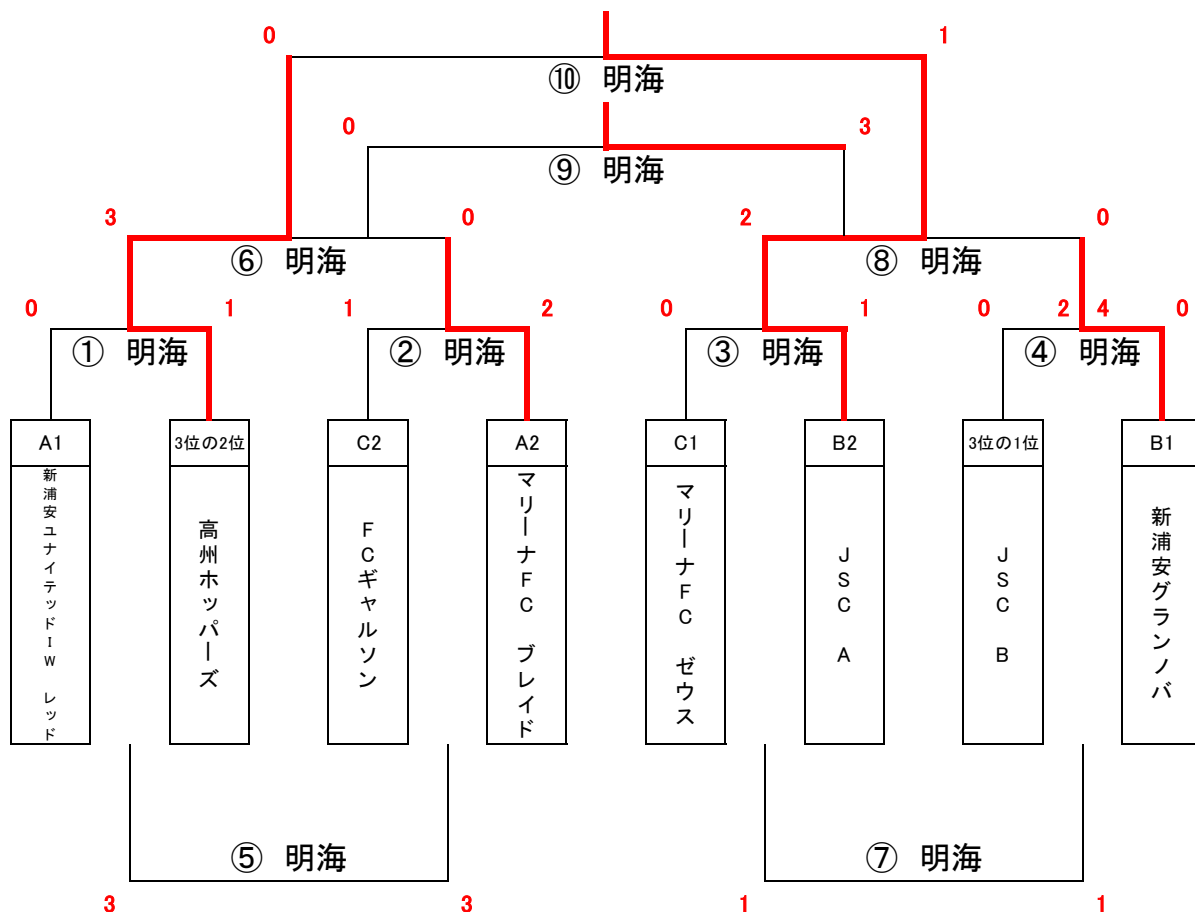 0 1
⑩ 明海
0 3
⑨ 明海
3 0 2 0
⑥ 明海 ⑧ 明海
0 1 1 2 0 1 0 2 4 0
① 明海 ② 明海 ③ 明海 ④ 明海
A1 3位の2位 C2 A2 C1 B2 3位の1位 B1
新浦安ユナイテッドIW レッド
高州ホッパーズ
FCギャルソン
マリーナFC ブレイド
マリーナFC ゼウス
JSC A
JSC B
新浦安グランノバ
⑤ 明海 ⑦ 明海
3 3 1 1